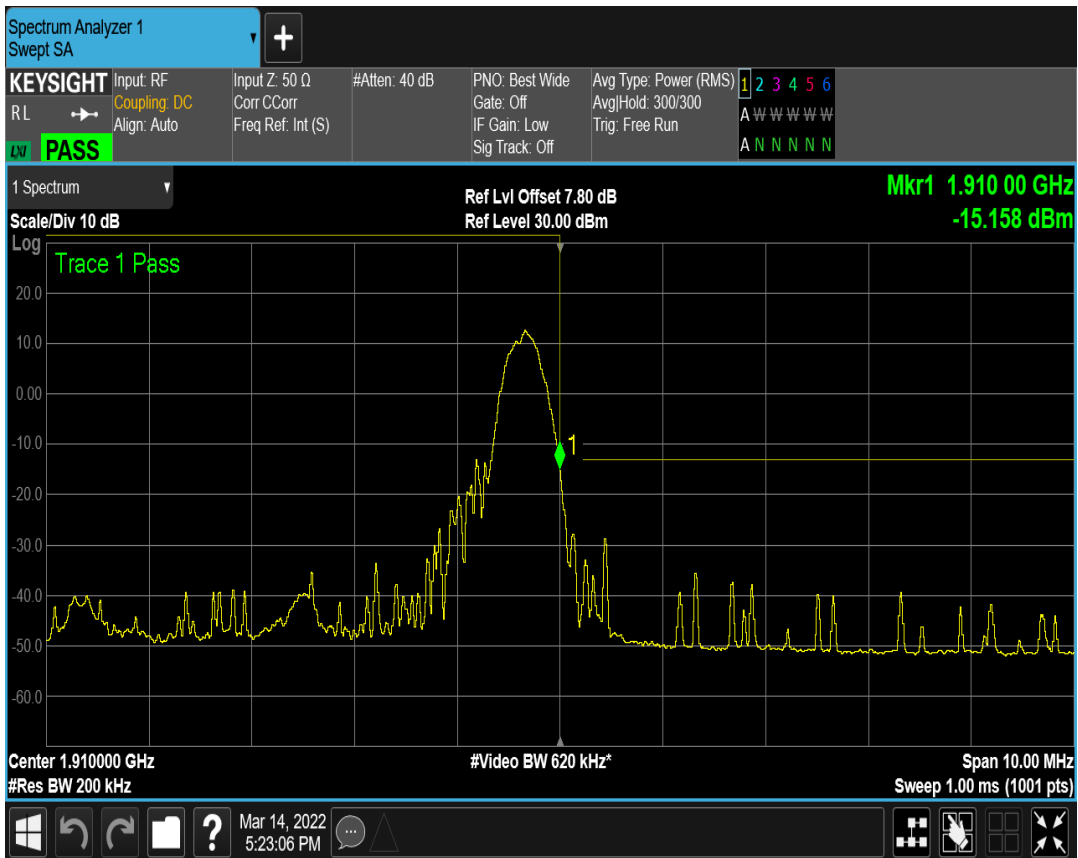 Spectrum Analyzer 1
Swept SA
+
KEYSIGHT
R L
LXI
PASS
Input: RF
Coupling: DC
Align: Auto
Input Z: 50 Ω
Corr CCorr
Freq Ref: Int (S)
#Atten: 40 dB
PNO: Best Wide
Gate: Off
IF Gain: Low
Sig Track: Off
Avg Type: Power (RMS)
Avg|Hold: 300/300
Trig: Free Run
1 2 3 4 5 6
A W W W W W
A N N N N N
1 Spectrum
Scale/Div 10 dB
Ref Lvl Offset 7.80 dB
Ref Level 30.00 dBm
Mkr1 1.910 00 GHz
-15.158 dBm
Log
Trace 1 Pass
20.0
10.0
0.00
-10.0
-20.0
-30.0
-40.0
-50.0
-60.0
1
Center 1.910000 GHz
#Res BW 200 kHz
#Video BW 620 kHz*
Span 10.00 MHz
Sweep 1.00 ms (1001 pts)
?
Mar 14, 2022
5:23:06 PM